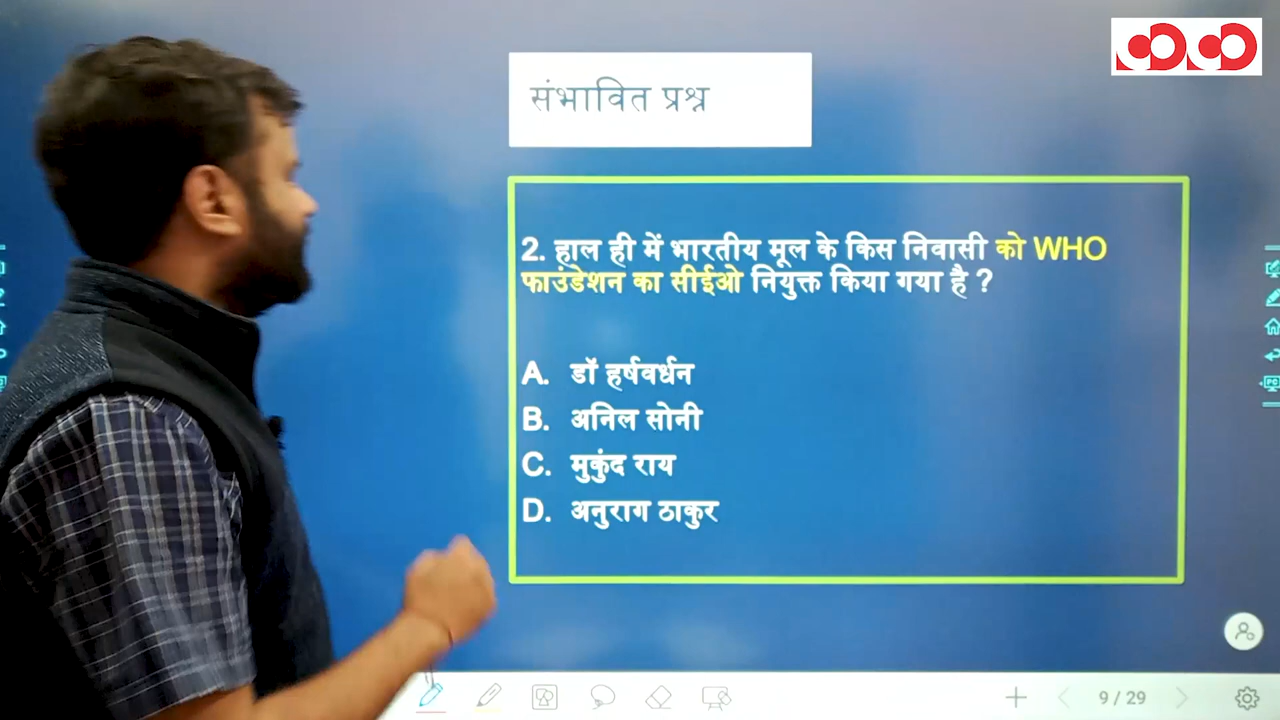 संभावित प्रश्न
2. हाल ही में भारतीय मूल के किस निवासी को WHO
फाउंडेशन का सीईओ नियुक्त किया गया है ?
A. डॉ हर्षवर्धन
B. अनिल सोनी
C. मुकुंद राय
D. अनुराग ठाकुर
9 / 29